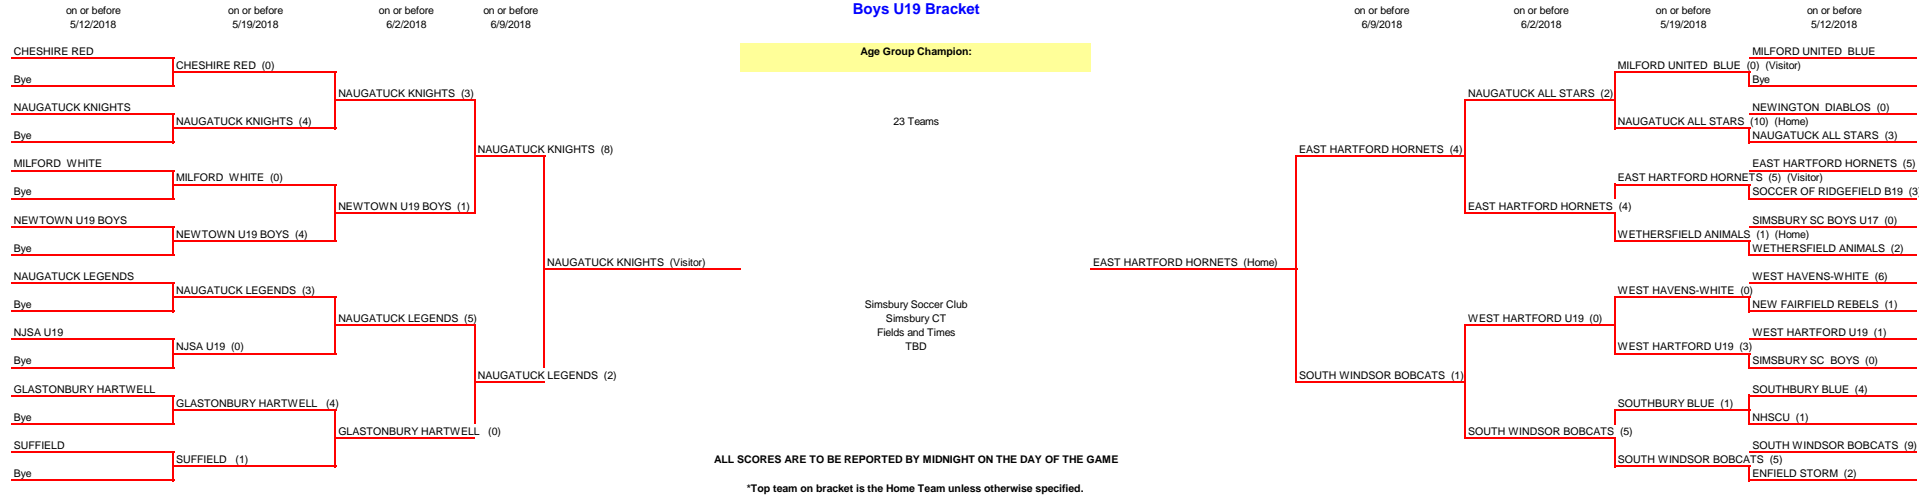 on or before
5/12/2018
on or before
5/19/2018
on or before
6/2/2018
on or before
6/9/2018
Boys U19 Bracket
on or before
6/9/2018
on or before
6/2/2018
on or before
5/19/2018
on or before
5/12/2018
CHESHIRE RED
CHESHIRE RED (0)
Bye
NAUGATUCK KNIGHTS (3)
NAUGATUCK KNIGHTS
NAUGATUCK KNIGHTS (4)
Bye
NAUGATUCK KNIGHTS (8)
MILFORD WHITE
MILFORD WHITE (0)
Bye
NEWTOWN U19 BOYS (1)
NEWTOWN U19 BOYS
NEWTOWN U19 BOYS (4)
Bye
NAUGATUCK KNIGHTS (Visitor)
NAUGATUCK LEGENDS
NAUGATUCK LEGENDS (3)
Bye
NAUGATUCK LEGENDS (5)
NJSA U19
NJSA U19 (0)
Bye
NAUGATUCK LEGENDS (2)
GLASTONBURY HARTWELL
GLASTONBURY HARTWELL (4)
Bye
GLASTONBURY HARTWELL (0)
SUFFIELD
SUFFIELD (1)
Bye
Age Group Champion:
23 Teams
Simsbury Soccer Club
Simsbury CT
Fields and Times
TBD
ALL SCORES ARE TO BE REPORTED BY MIDNIGHT ON THE DAY OF THE GAME
*Top team on bracket is the Home Team unless otherwise specified.
MILFORD UNITED BLUE
MILFORD UNITED BLUE (0) (Visitor)
Bye
NAUGATUCK ALL STARS (2)
NEWINGTON DIABLOS (0)
NAUGATUCK ALL STARS (10) (Home)
NAUGATUCK ALL STARS (3)
EAST HARTFORD HORNETS (4)
EAST HARTFORD HORNETS (5)
EAST HARTFORD HORNETS (5) (Visitor)
SOCCER OF RIDGEFIELD B19 (3
EAST HARTFORD HORNETS (4)
SIMSBURY SC BOYS U17 (0)
WETHERSFIELD ANIMALS (1) (Home)
WETHERSFIELD ANIMALS (2)
EAST HARTFORD HORNETS (Home)
WEST HAVENS-WHITE (6)
WEST HAVENS-WHITE (0)
NEW FAIRFIELD REBELS (1)
WEST HARTFORD U19 (0)
WEST HARTFORD U19 (1)
WEST HARTFORD U19 (3)
SIMSBURY SC BOYS (0)
SOUTH WINDSOR BOBCATS (1)
SOUTHBURY BLUE (4)
SOUTHBURY BLUE (1)
NHSCU (1)
SOUTH WINDSOR BOBCATS (5)
SOUTH WINDSOR BOBCATS (9)
SOUTH WINDSOR BOBCATS (5)
ENFIELD STORM (2)